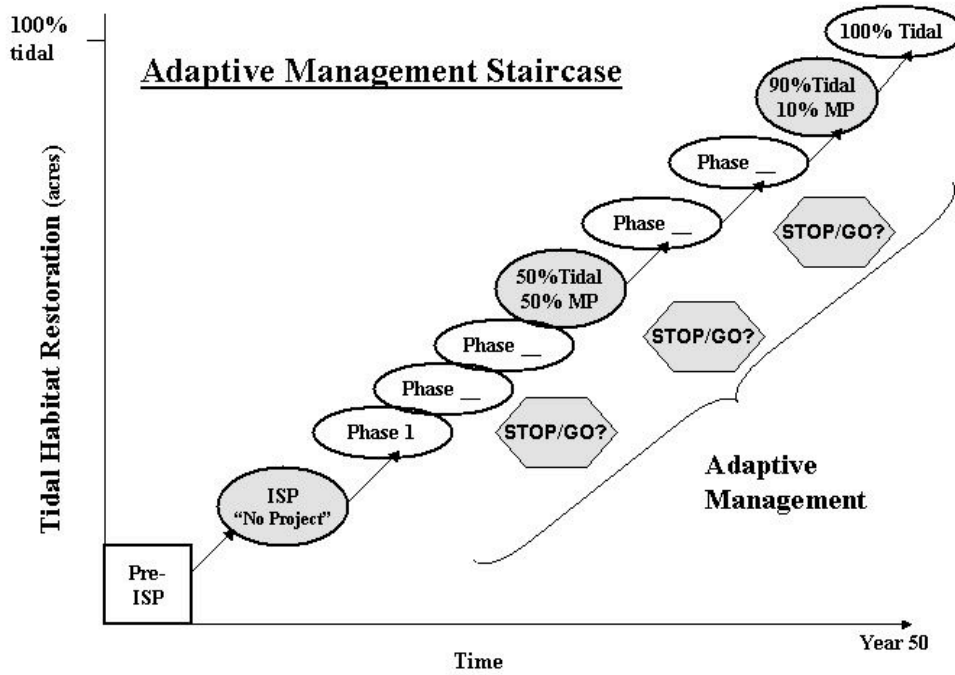 100%
tidal
Adaptive Management Staircase
100% Tidal
90%Tidal
10% MP
Phase __
Phase __
STOP/GO?
50%Tidal
50% MP
STOP/GO?
Phase __
Phase __
Phase 1
STOP/GO?
Adaptive
Management
ISP
“No Project”
Pre-
ISP
Tidal Habitat Restoration (acres)
Year 50
Time